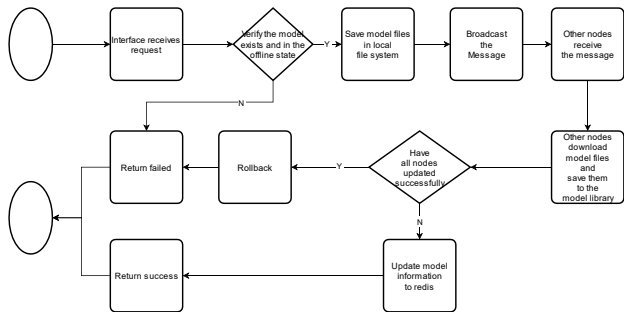 Interface receives
request
Verify the model
exists and in the
offline state
Y
Save model files
in local
file system
Broadcast
the
Message
Other nodes
receive
the message
N
Return failed
Rollback
Y
Have
all nodes
updated
successfully
Other nodes
download
model files
and
save them
to the
model library
N
Return success
Update model
information
to redis